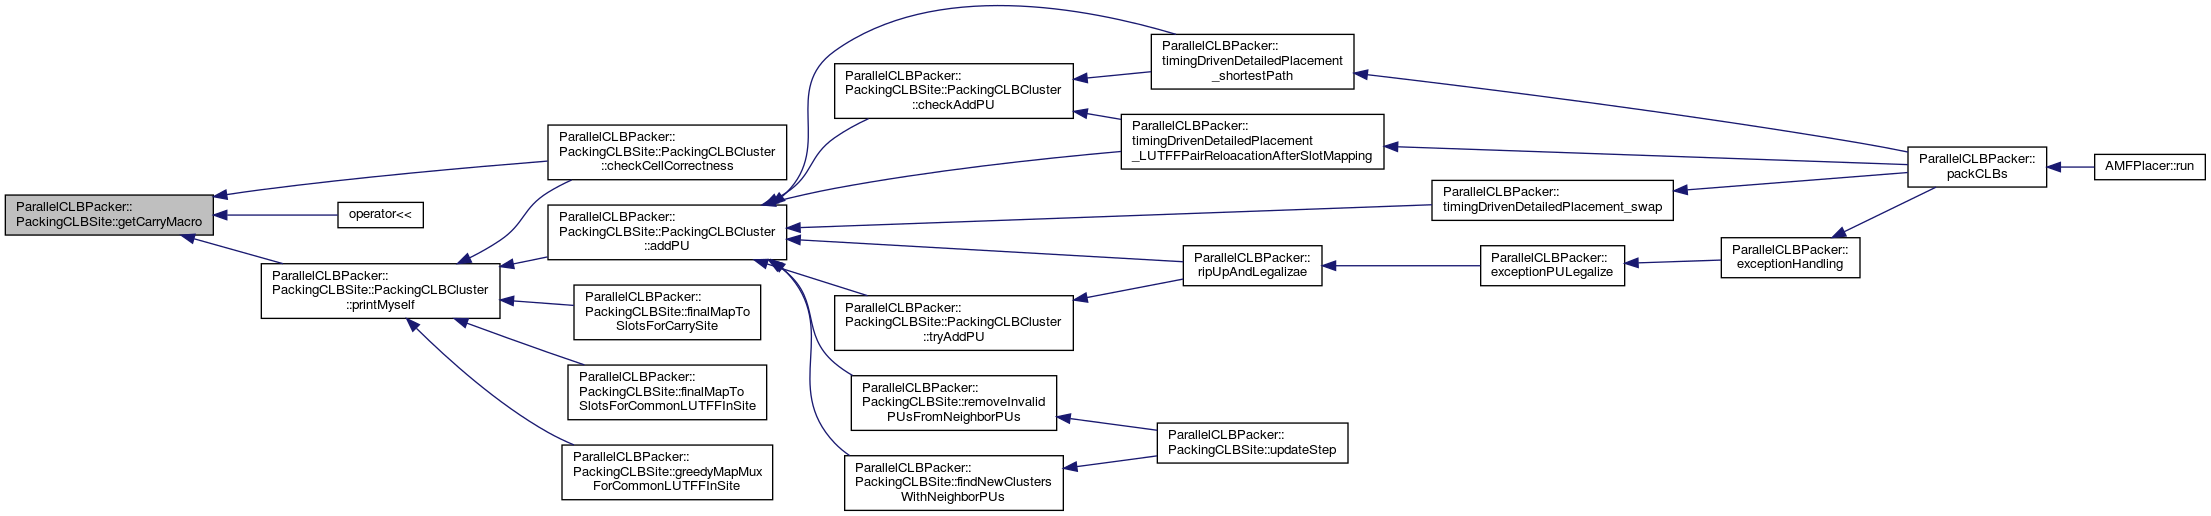 ParallelCLBPacker::
PackingCLBSite::getCarryMacro
ParallelCLBPacker::
PackingCLBSite::PackingCLBCluster
::checkCellCorrectness
operator<<
ParallelCLBPacker::
PackingCLBSite::PackingCLBCluster
::printMyself
ParallelCLBPacker::
PackingCLBSite::PackingCLBCluster
::addPU
ParallelCLBPacker::
PackingCLBSite::finalMapTo
SlotsForCarrySite
ParallelCLBPacker::
PackingCLBSite::finalMapTo
SlotsForCommonLUTFFInSite
ParallelCLBPacker::
PackingCLBSite::greedyMapMux
ForCommonLUTFFInSite
ParallelCLBPacker::
PackingCLBSite::PackingCLBCluster
::checkAddPU
ParallelCLBPacker::
timingDrivenDetailedPlacement
_shortestPath
ParallelCLBPacker::
timingDrivenDetailedPlacement
_LUTFFPairReloacationAfterSlotMapping
ParallelCLBPacker::
timingDrivenDetailedPlacement_swap
ParallelCLBPacker::
ripUpAndLegalizae
ParallelCLBPacker::
PackingCLBSite::PackingCLBCluster
::tryAddPU
ParallelCLBPacker::
PackingCLBSite::removeInvalid
PUsFromNeighborPUs
ParallelCLBPacker::
PackingCLBSite::findNewClusters
WithNeighborPUs
ParallelCLBPacker::
PackingCLBSite::updateStep
ParallelCLBPacker::
exceptionPULegalize
ParallelCLBPacker::
exceptionHandling
ParallelCLBPacker::
packCLBs
AMFPlacer::run